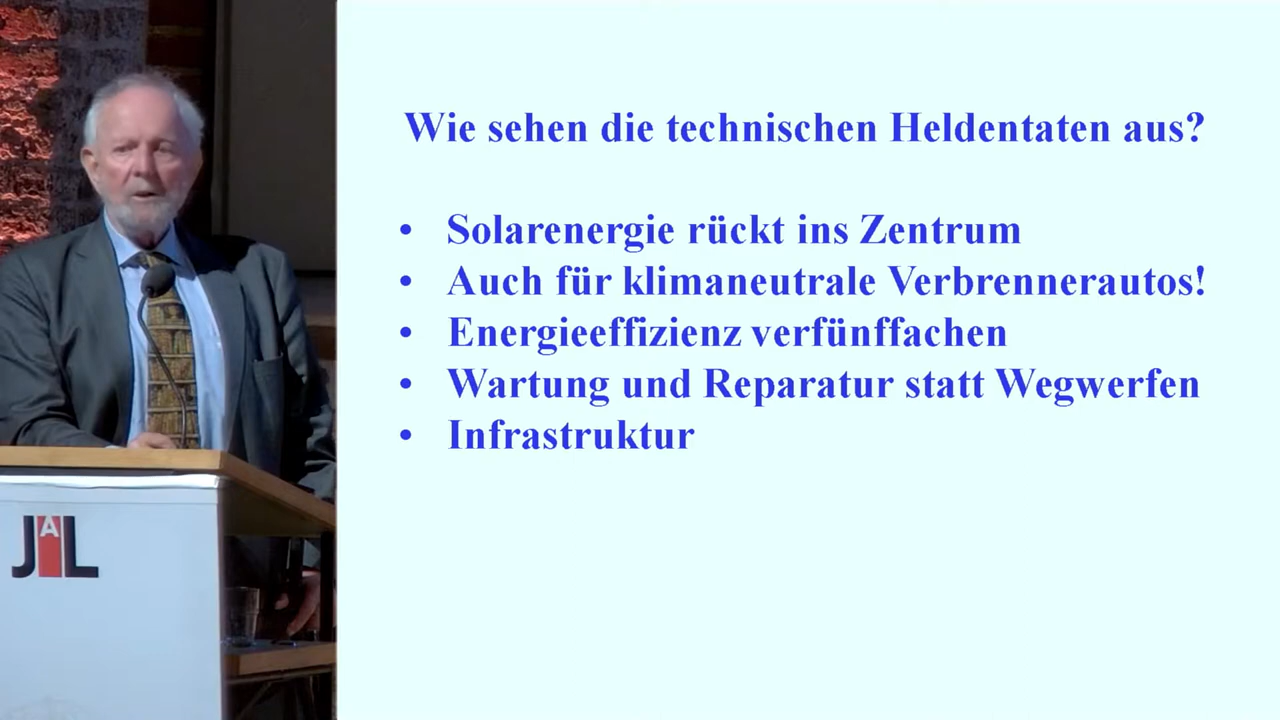 Wie sehen die technischen Heldentaten aus?
• Solarenergie rückt ins Zentrum
• Auch für klimaneutrale Verbrennerautos!
• Energieeffizienz verfünffachen
• Wartung und Reparatur statt Wegwerfen
• Infrastruktur
JAL